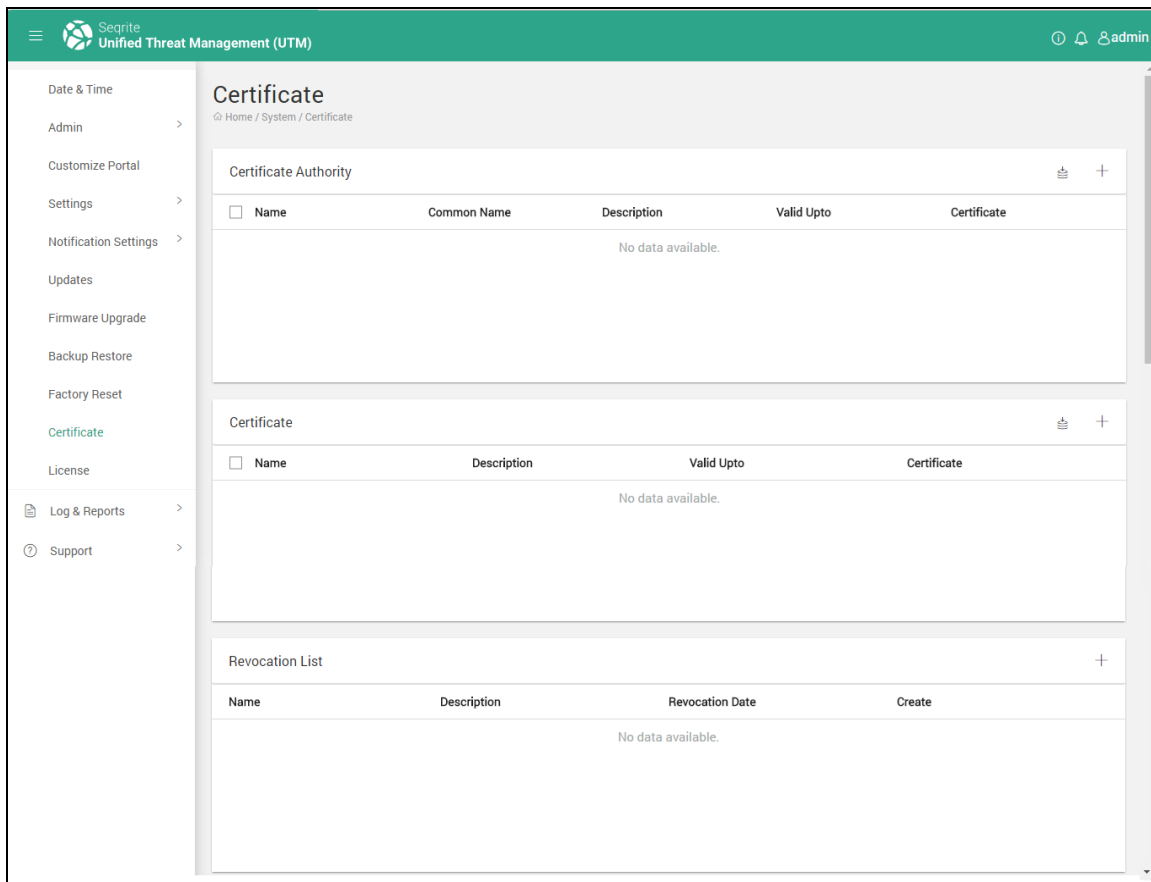 Seqrite
Unified Threat Management (UTM)
admin
Date & Time
Admin
Customize Portal
Settings
Notification Settings
Updates
Firmware Upgrade
Backup Restore
Factory Reset
Certificate
License
Log & Reports
Support
Certificate
Home / System / Certificate
Certificate Authority
Name Common Name Description Valid Upto Certificate
No data available.
Certificate
Name Description Valid Upto Certificate
No data available.
Revocation List
Name Description Revocation Date Create
No data available.